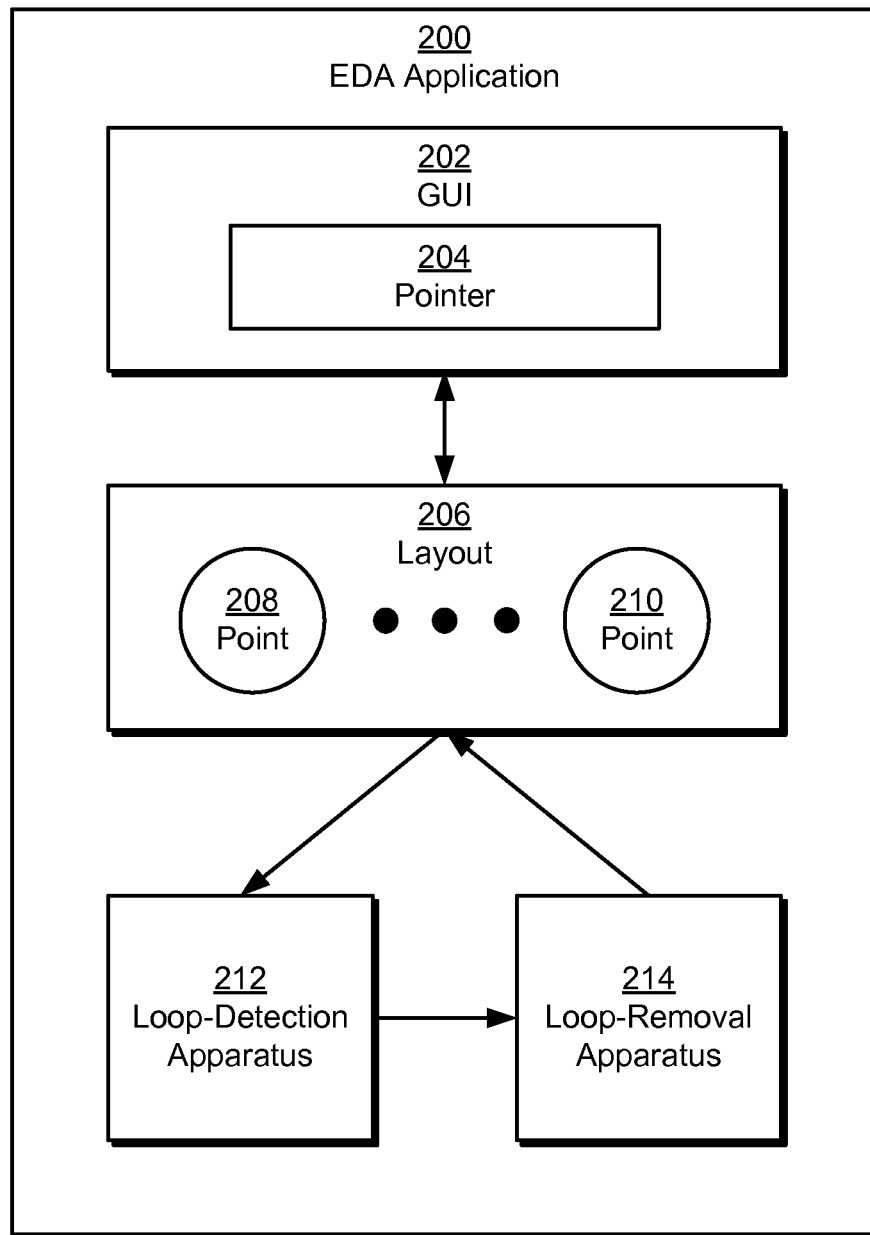 200
EDA Application
202
GUI
204
Pointer
206
Layout
208
Point
210
Point
212
Loop-Detection
Apparatus
214
Loop-Removal
Apparatus